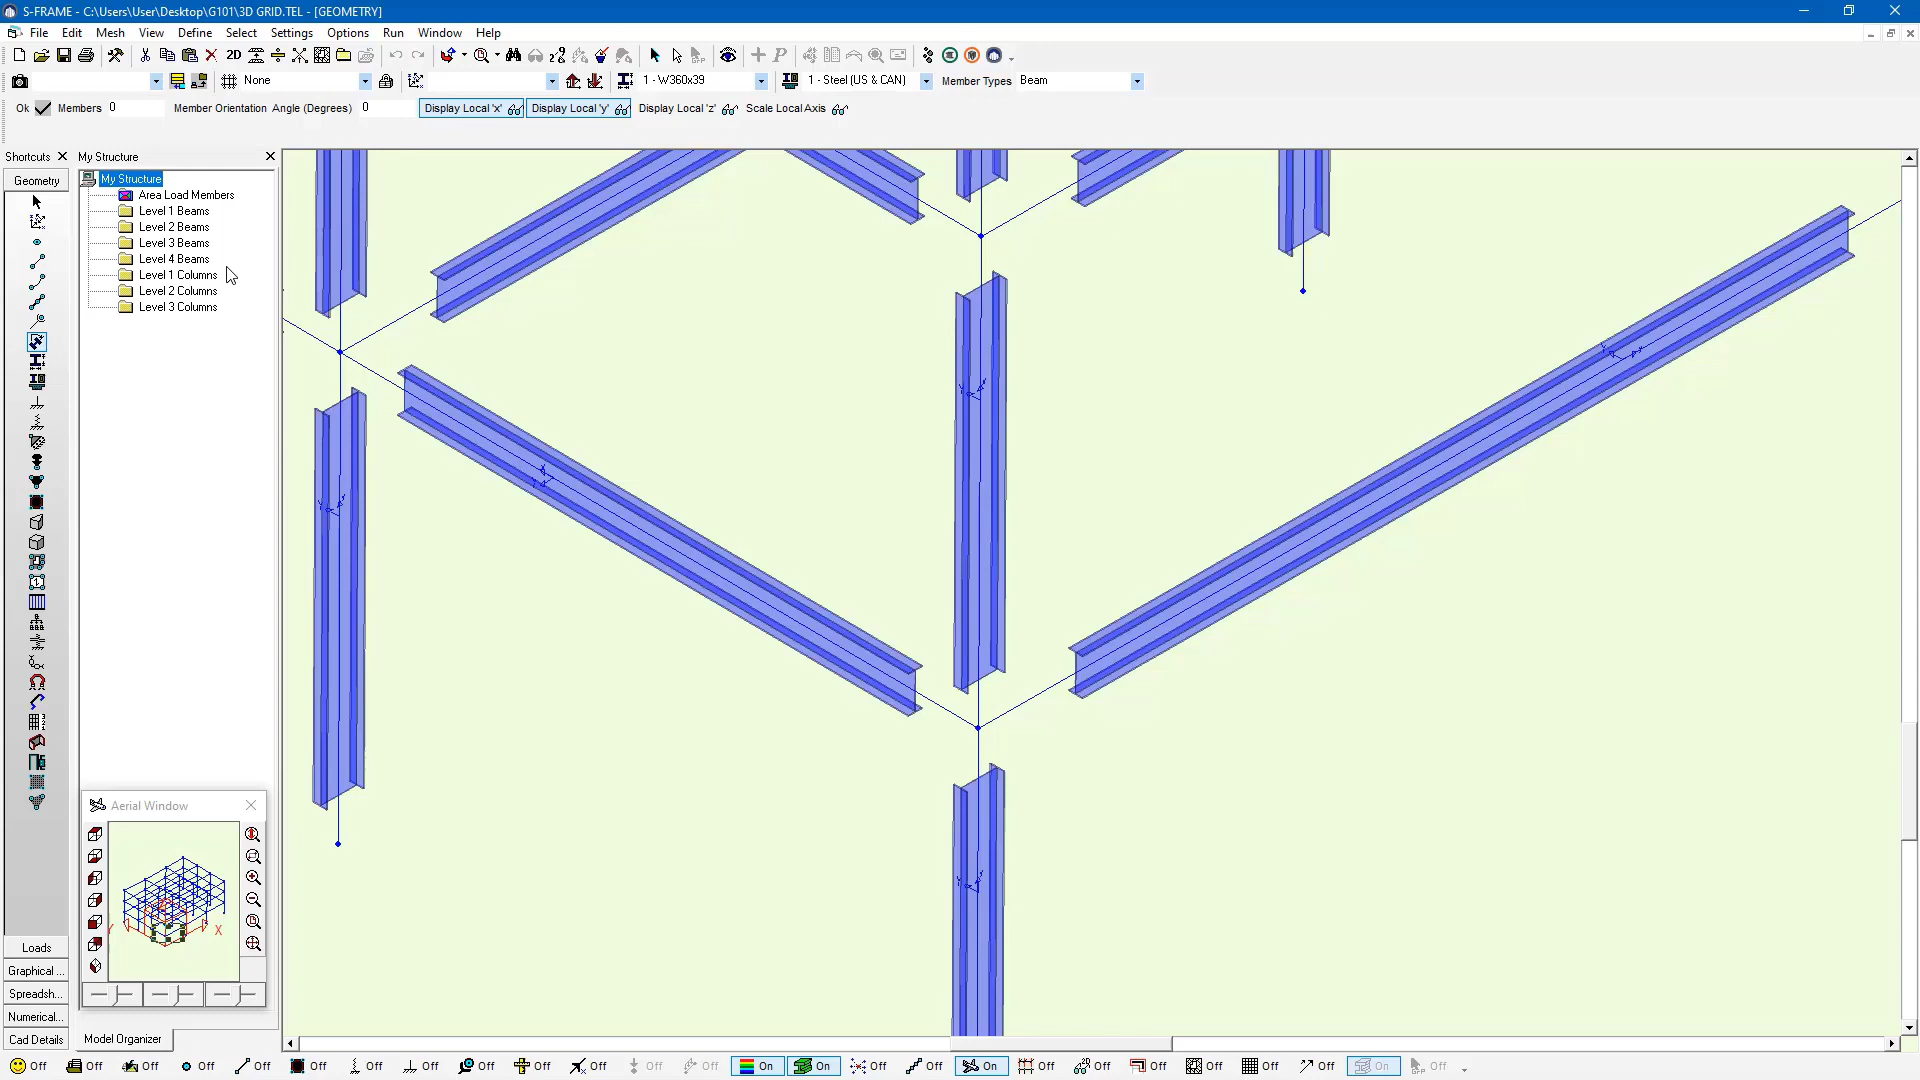 S-FRAME - C:\Users\User\Desktop\G101\3D GRID.TEL - [GEOMETRY]
File Edit Mesh View Define Select Settings Options Run Window Help
2D
None 1 - W360x39 1 - Steel (US & CAN) Member Types Beam
Ok Members 0 Member Orientation Angle (Degrees) 0 Display Local 'x' Display Local 'y' Display Local 'z' Scale Local Axis
Shortcuts My Structure
Geometry
My Structure
Area Load Members
Level 1 Beams
Level 2 Beams
Level 3 Beams
Level 4 Beams
Level 1 Columns
Level 2 Columns
Level 3 Columns
Aerial Window
X
Loads
Graphical ...
Spreadsh...
Numerical...
Cad Details
Model Organizer
Off Off Off Off Off Off Off Off Off Off Off Off Off On On Off Off On Off Off Off Off Off Off On Off